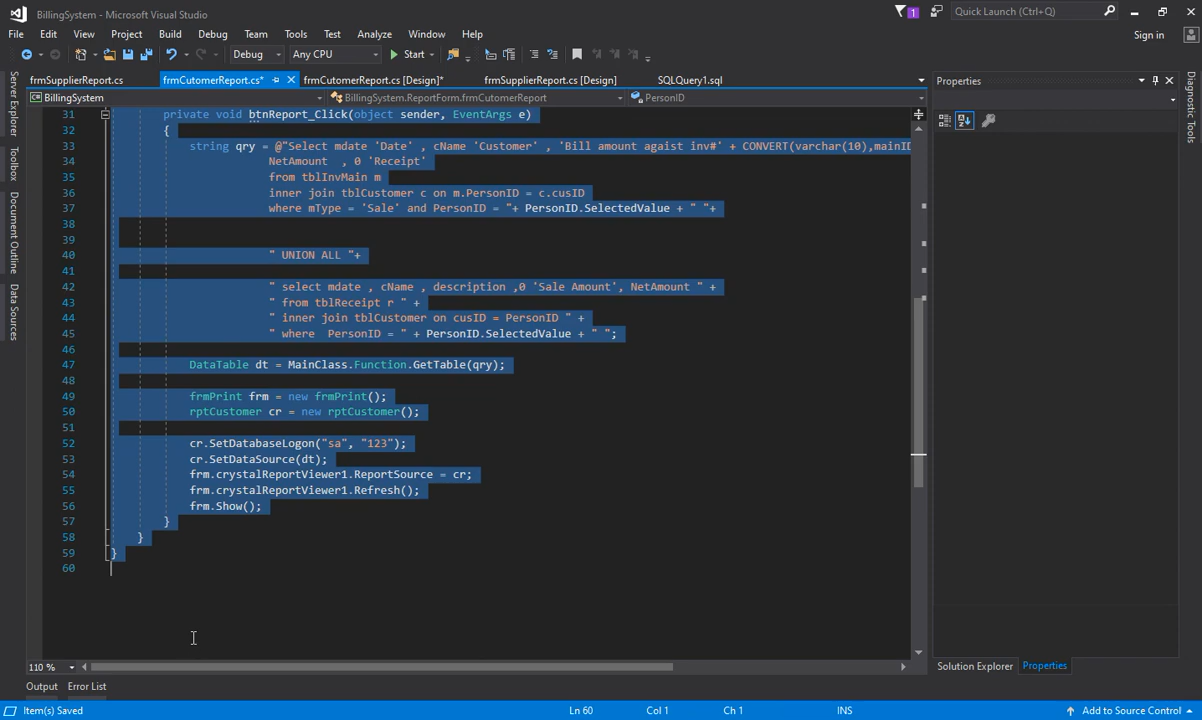 BillingSystem - Microsoft Visual Studio
1
Quick Launch (Ctrl+Q)
File Edit View Project Build Debug Team Tools Test Analyze Window Help
Sign in
Debug Any CPU Start
frmSupplierReport.cs frmCutomerReport.cs* frmCutomerReport.cs [Design]* frmSupplierReport.cs [Design] SQLQuery1.sql
Properties
BillingSystem BillingSystem.ReportForm.frmCutomerReport PersonID
Server Explorer
Toolbox
Document Outline
Data Sources
Diagnostic Tools
31 private void btnReport_Click(object sender, EventArgs e)
32 {
33 string qry = @"Select mdate 'Date' , cName 'Customer' , 'Bill amount agaist inv#' + CONVERT(varchar(10),mainID
34 NetAmount , 0 'Receipt'
35 from tblInvMain m
36 inner join tblCustomer c on m.PersonID = c.cusID
37 where mType = 'Sale' and PersonID = "+ PersonID.SelectedValue + " "+
38
39
40 " UNION ALL "+
41
42 " select mdate , cName , description ,0 'Sale Amount', NetAmount " +
43 " from tblReceipt r " +
44 " inner join tblCustomer on cusID = PersonID " +
45 " where  PersonID = " + PersonID.SelectedValue + " ";
46
47 DataTable dt = MainClass.Function.GetTable(qry);
48
49 frmPrint frm = new frmPrint();
50 rptCustomer cr = new rptCustomer();
51
52 cr.SetDatabaseLogon("sa", "123");
53 cr.SetDataSource(dt);
54 frm.crystalReportViewer1.ReportSource = cr;
55 frm.crystalReportViewer1.Refresh();
56 frm.Show();
57 }
58 }
59 }
60
110 %
Solution Explorer Properties
Output Error List
Item(s) Saved Ln 60 Col 1 Ch 1 INS Add to Source Control